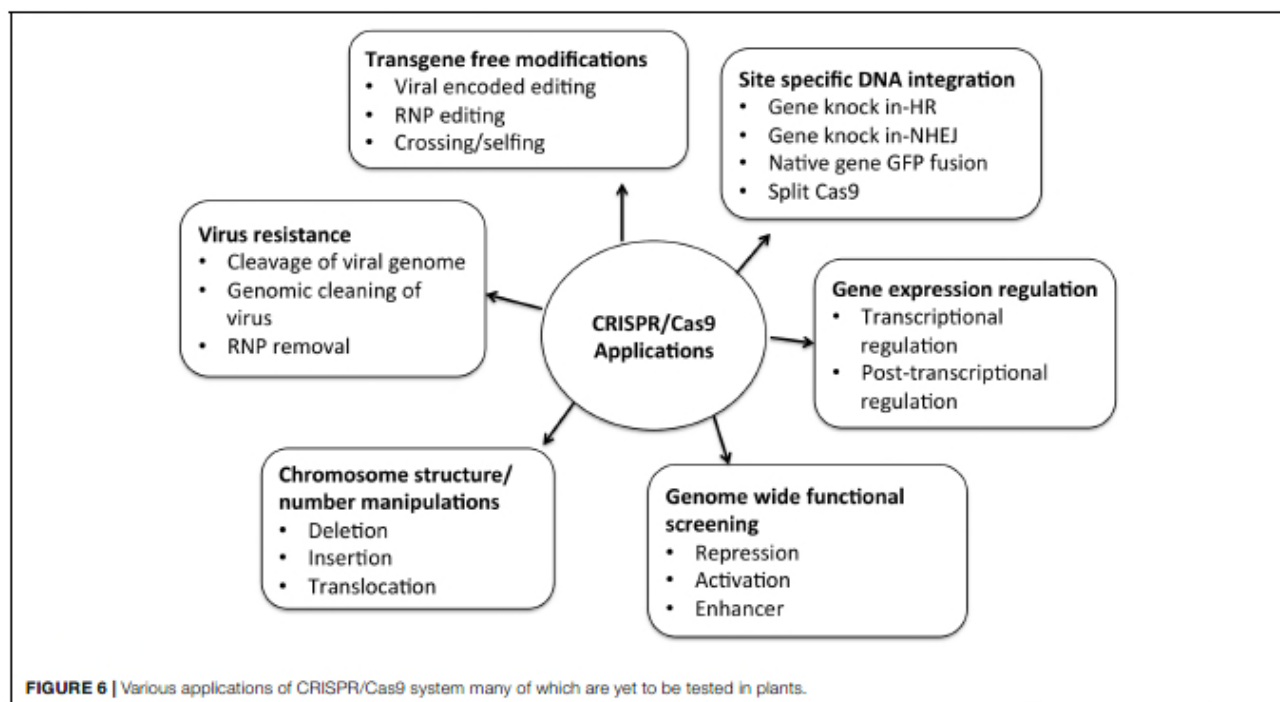 Transgene free modifications
• Viral encoded editing
• RNP editing
• Crossing/selfing
Site specific DNA integration
• Gene knock in-HR
• Gene knock in-NHEJ
• Native gene GFP fusion
• Split Cas9
Virus resistance
• Cleavage of viral genome
• Genomic cleaning of
virus
• RNP removal
CRISPR/Cas9
Applications
Gene expression regulation
• Transcriptional
regulation
• Post-transcriptional
regulation
Chromosome structure/
number manipulations
• Deletion
• Insertion
• Translocation
Genome wide functional
screening
• Repression
• Activation
• Enhancer
FIGURE 6 | Various applications of CRISPR/Cas9 system many of which are yet to be tested in plants.